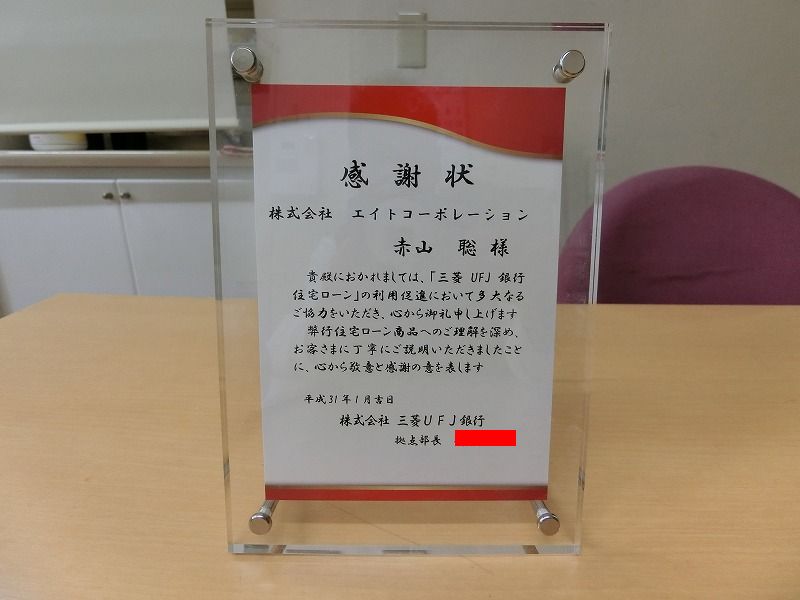 感謝状
株式会社 エイトコーポレーション
赤山 聡 様
貴殿におかれましては、「三菱 UFJ 銀行
住宅ローン」の利用促進において多大なる
ご協力をいただき、心から御礼申し上げます
弊行住宅ローン商品へのご理解を深め、
お客さまに丁寧にご説明いただきましたこと
に、心から敬意と感謝の意を表します
平成31年1月吉日
株式会社 三菱UFJ銀行
拠点部長